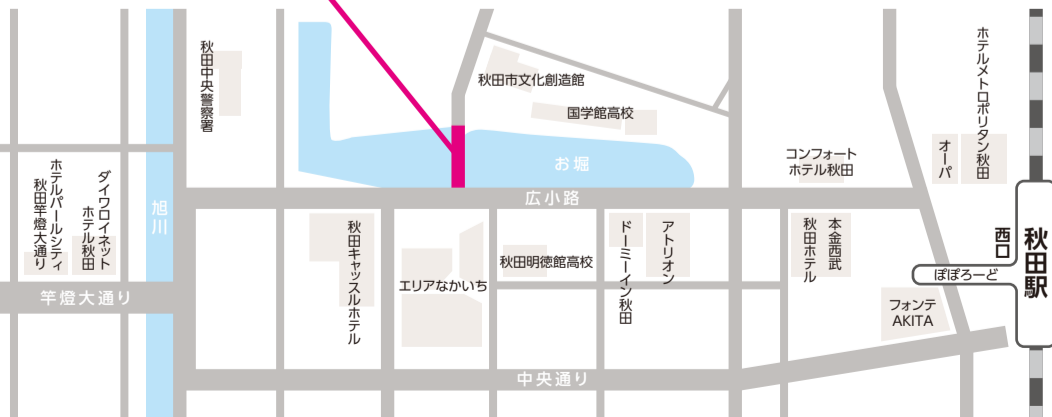 秋田中央警察署
秋田市文化創造館
国学館高校
お堀
コンフォート
ホテル秋田
オーパ
ホテルメトロポリタン秋田
ホテルパールシティ
秋田竿燈大通り
ダイワロイネット
ホテル秋田
旭川
広小路
秋田キャッスルホテル
エリアなかいち
秋田明徳館高校
ドーミーイン秋田
アトリオン
本金西武
秋田ホテル
西口
秋田駅
ぽぽろーど
フォンテ
AKITA
竿燈大通り
中央通り